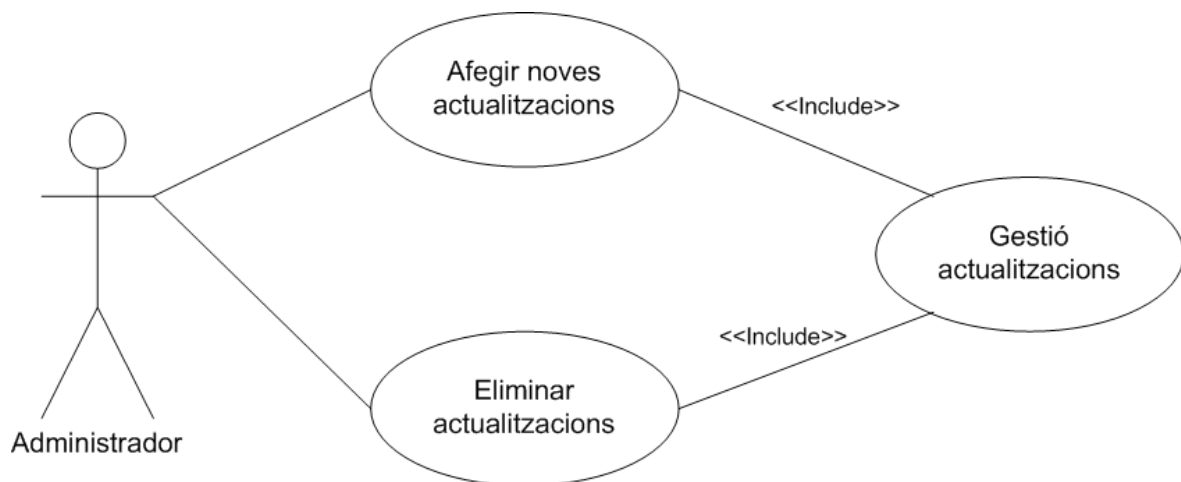 Afegir noves
actualitzacions
<<Include>>
Gestió
actualitzacions
<<Include>>
Eliminar
actualitzacions
Administrador